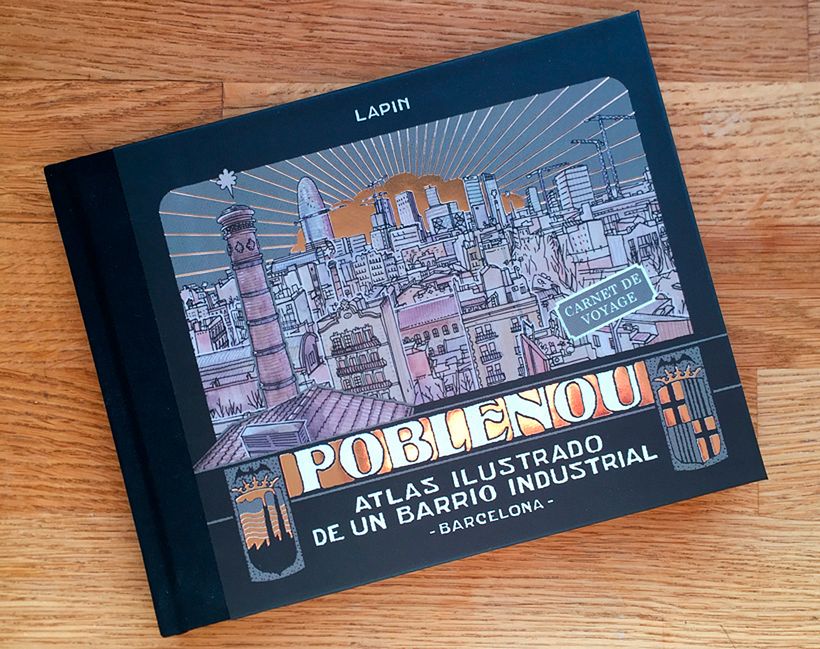 LAPIN
CARNET DE
VOYAGE
POBLENOU
ATLAS ILUSTRADO
DE UN BARRIO INDUSTRIAL
-BARCELONA-